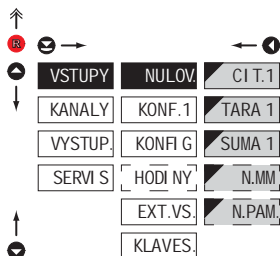 R
VSTUPY NULOV. CIT.1
KANALY KONF.1 TARA 1
VYSTUP. KONFIG SUMA 1
SERVIS HODINY N.MM
EXT.VS. N.PAM.
KLAVES.